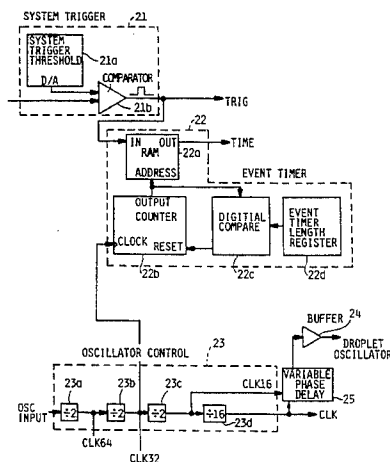 SYSTEM TRIGGER
21
SYSTEM
TRIGGER
THRESHOLD
21a
D/A
COMPARATOR
21b
TRIG
22
IN OUT
RAM
22a
ADDRESS
TIME
EVENT TIMER
OUTPUT
COUNTER
CLOCK
RESET
22b
DIGITIAL
COMPARE
22c
EVENT
TIMER
LENGTH
REGISTER
22d
BUFFER
24
DROPLET
OSCILLATOR
OSCILLATOR CONTROL
23
23a
23b
23c
CLK16
VARIABLE
PHASE
DELAY
25
OSC
INPUT
÷2
÷2
÷2
÷16
23d
CLK
CLK64
CLK32